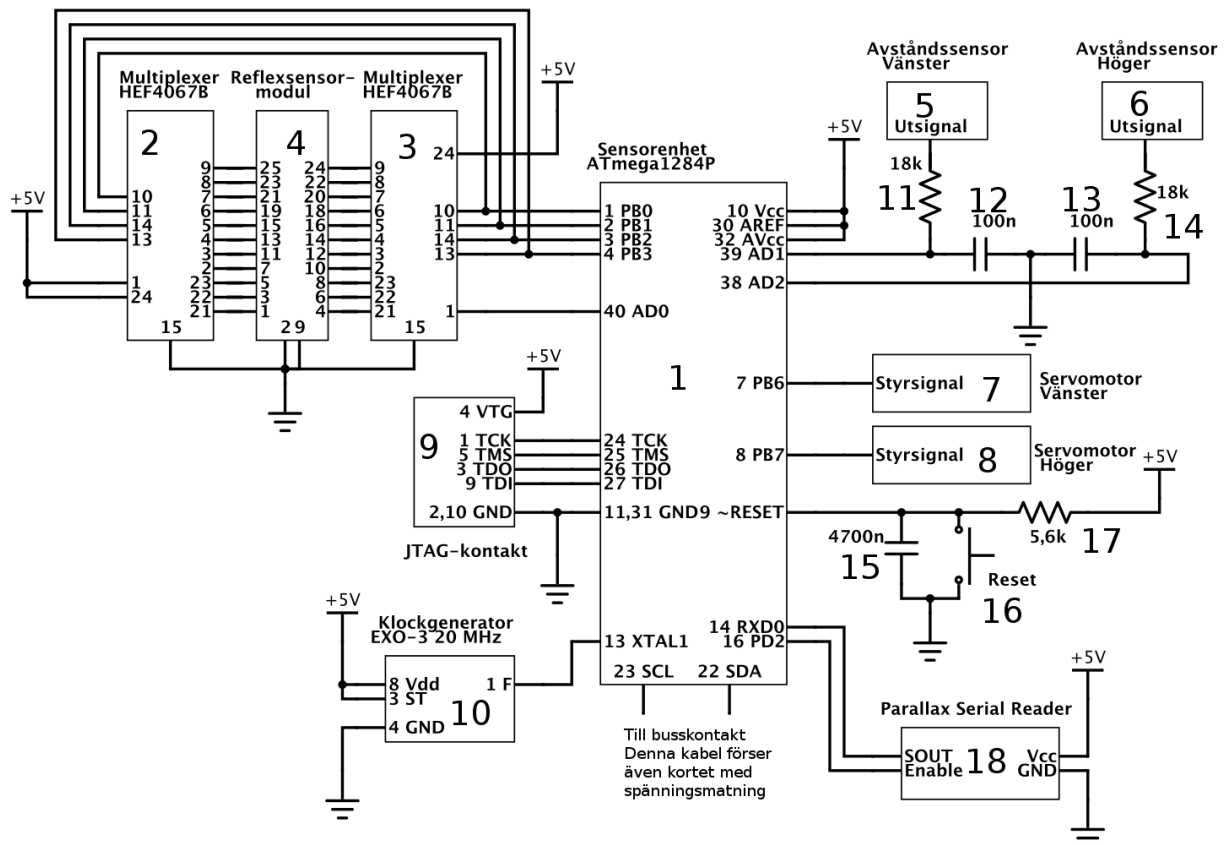 Multiplexer
HEF4067B
Reflexsensor-
modul
Multiplexer
HEF4067B
+5V
+5V
2
4
3
24
9
8
7
6
5
4
3
2
23
22
21
10
11
14
13
1
24
15
25
23
21
19
15
13
11
7
5
3
1
24
22
20
18
16
14
12
10
8
6
4
29
9
8
7
6
5
4
3
2
23
22
21
10
11
14
13
1
15
Sensorenhet
ATmega1284P
1
1 PB0
2 PB1
3 PB2
4 PB3
40 AD0
24 TCK
25 TMS
26 TDO
27 TDI
11,31 GND
13 XTAL1
23 SCL
22 SDA
10 Vcc
30 AREF
32 AVcc
39 AD1
38 AD2
7 PB6
8 PB7
9 ~RESET
14 RXD0
16 PD2
+5V
Avståndssensor
Vänster
5
Utsignal
18k
11
12
100n
Avståndssensor
Höger
6
Utsignal
13
100n
18k
14
Styrsignal
7
Servomotor
Vänster
Styrsignal
8
Servomotor
Höger
+5V
4700n
15
Reset
16
5,6k
17
+5V
4 VTG
9
1 TCK
5 TMS
3 TDO
9 TDI
2,10 GND
JTAG-kontakt
+5V
Klockgenerator
EXO-3 20 MHz
8 Vdd
3 ST
4 GND
1 F
10
Till busskontakt
Denna kabel förser
även kortet med
spänningsmatning
+5V
Parallax Serial Reader
SOUT
Enable
18
Vcc
GND